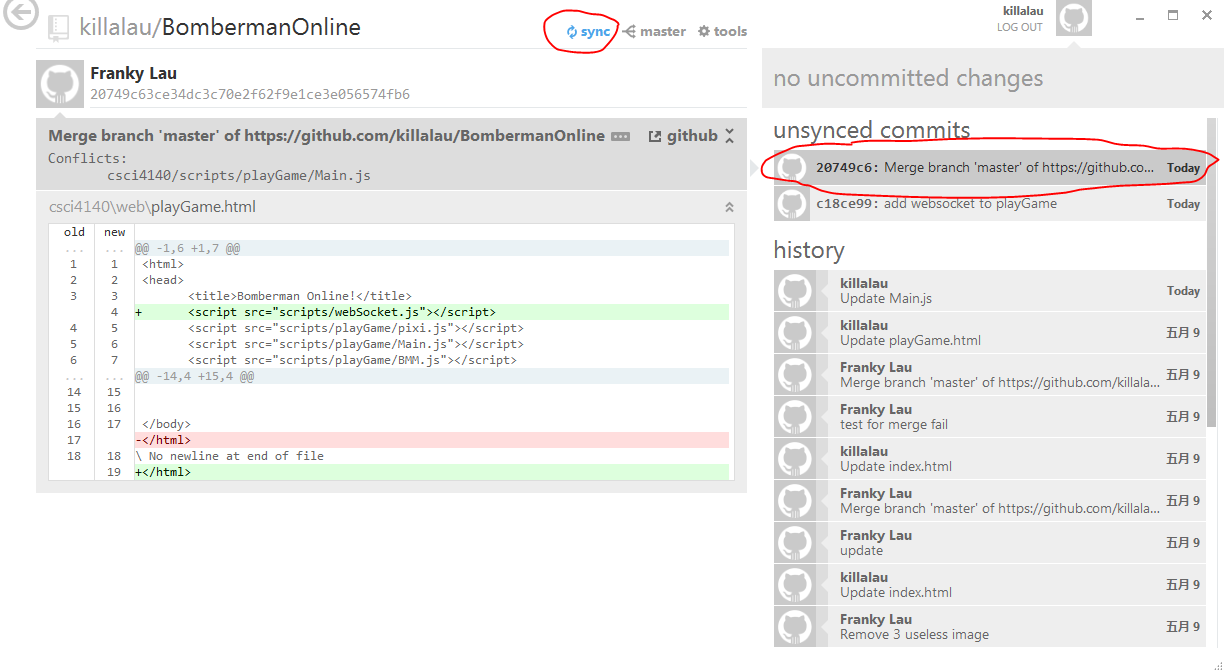 killalau/BombermanOnline
sync
master
tools
killalau
LOG OUT
Franky Lau
20749c63ce34dc3c70e2f62f9e1ce3e056574fb6
Merge branch 'master' of https://github.com/killalau/BombermanOnline
github
Conflicts:
csci4140/scripts/playGame/Main.js
csci4140\web\playGame.html
old new
... ... @@ -1,6 +1,7 @@
1 1 <html>
2 2 <head>
3 3 <title>Bomberman Online!</title>
4 + <script src="scripts/webSocket.js"></script>
4 5 <script src="scripts/playGame/pixi.js"></script>
5 6 <script src="scripts/playGame/Main.js"></script>
6 7 <script src="scripts/playGame/BMM.js"></script>
... ... @@ -14,4 +15,4 @@
14 15
15 16
16 17 </body>
17 -</html>
18 18 \ No newline at end of file
19 +</html>
no uncommitted changes
unsynced commits
20749c6: Merge branch 'master' of https://github.co... Today
c18ce99: add websocket to playGame Today
history
killalau
Update Main.js
Today
killalau
Update playGame.html
五月 9
Franky Lau
Merge branch 'master' of https://github.com/killala...
五月 9
Franky Lau
test for merge fail
五月 9
killalau
Update index.html
五月 9
Franky Lau
Merge branch 'master' of https://github.com/killala...
五月 9
Franky Lau
update
五月 9
killalau
Update index.html
五月 9
Franky Lau
Remove 3 useless image
五月 9